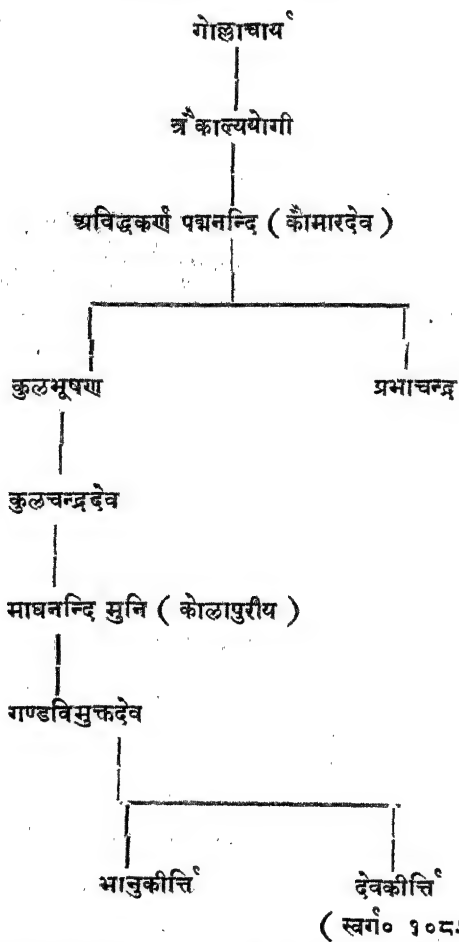 गोल्लाचार्य
त्रैकाल्ययोगी
अविद्धकर्ण पद्मनन्दि ( कौमारदेव )
कुलभूषण प्रभाचन्द्र
कुलचन्द्रदेव
माघनन्दि मुनि ( कोलापुरीय )
गण्डविमुक्तदेव
भानुकीर्त्ति देवकीर्त्ति
( स्वर्ग०